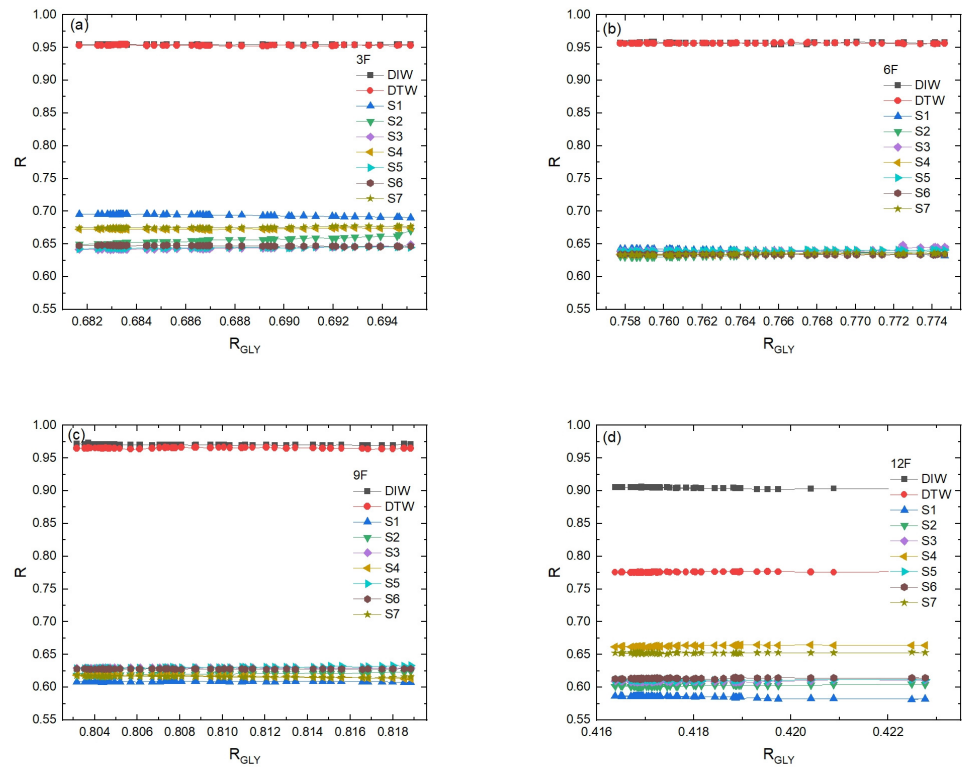 (a)
1.00
0.95
0.90
0.85
0.80
0.75
0.70
0.65
0.60
0.55
R
3F
DIW
DTW
S1
S2
S3
S4
S5
S6
S7
0.682 0.684 0.686 0.688 0.690 0.692 0.694
R_GLY
(b)
1.00
0.95
0.90
0.85
0.80
0.75
0.70
0.65
0.60
0.55
R
6F
DIW
DTW
S1
S2
S3
S4
S5
S6
S7
0.758 0.760 0.762 0.764 0.766 0.768 0.770 0.772 0.774
R_GLY
(c)
1.00
0.95
0.90
0.85
0.80
0.75
0.70
0.65
0.60
0.55
R
9F
DIW
DTW
S1
S2
S3
S4
S5
S6
S7
0.804 0.806 0.808 0.810 0.812 0.814 0.816 0.818
R_GLY
(d)
1.00
0.95
0.90
0.85
0.80
0.75
0.70
0.65
0.60
0.55
R
12F
DIW
DTW
S1
S2
S3
S4
S5
S6
S7
0.416 0.418 0.420 0.422
R_GLY